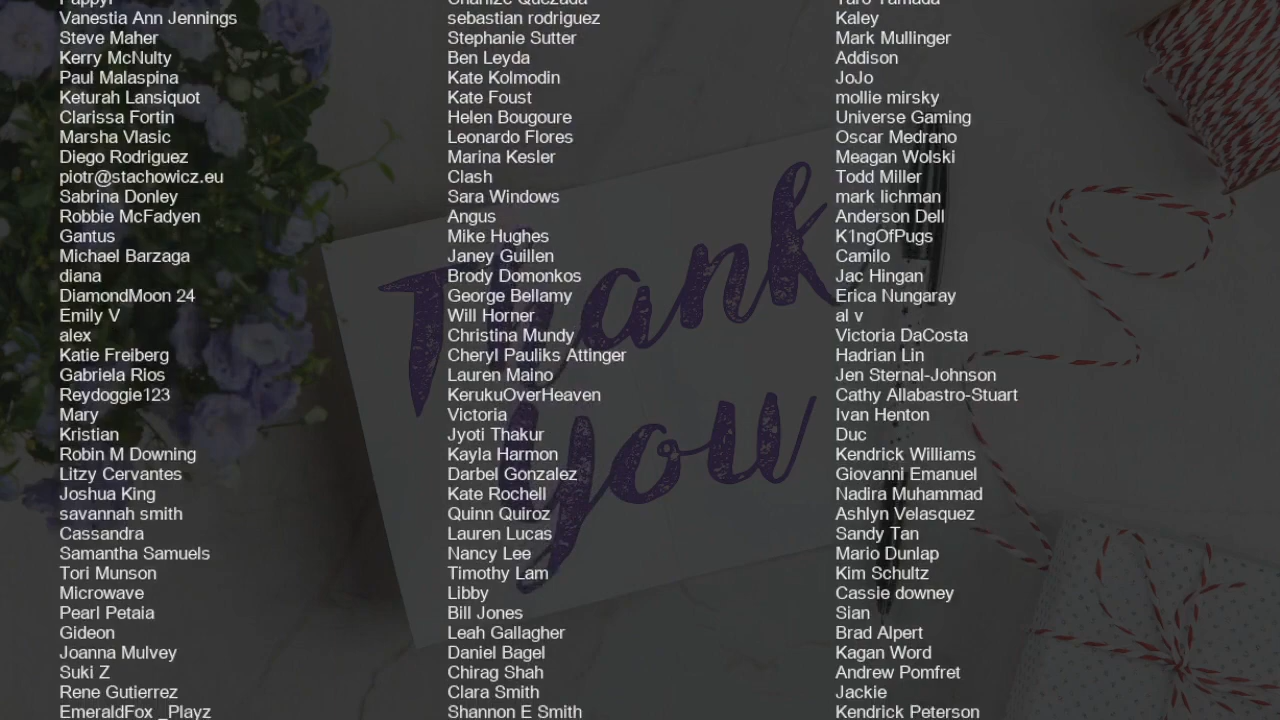 Vanestia Ann Jennings
Steve Maher
Kerry McNulty
Paul Malaspina
Keturah Lansiquot
Clarissa Fortin
Marsha Vlasic
Diego Rodriguez
piotr@stachowicz.eu
Sabrina Donley
Robbie McFadyen
Gantus
Michael Barzaga
diana
DiamondMoon 24
Emily V
alex
Katie Freiberg
Gabriela Rios
Reydoggie123
Mary
Kristian
Robin M Downing
Litzy Cervantes
Joshua King
savannah smith
Cassandra
Samantha Samuels
Tori Munson
Microwave
Pearl Petaia
Gideon
Joanna Mulvey
Suki Z
Rene Gutierrez
EmeraldFox _Playz
Charlize Quezada
sebastian rodriguez
Stephanie Sutter
Ben Leyda
Kate Kolmodin
Kate Foust
Helen Bougoure
Leonardo Flores
Marina Kesler
Clash
Sara Windows
Angus
Mike Hughes
Janey Guillen
Brody Domonkos
George Bellamy
Will Horner
Christina Mundy
Cheryl Pauliks Attinger
Lauren Maino
KerukuOverHeaven
Victoria
Jyoti Thakur
Kayla Harmon
Darbel Gonzalez
Kate Rochell
Quinn Quiroz
Lauren Lucas
Nancy Lee
Timothy Lam
Libby
Bill Jones
Leah Gallagher
Daniel Bagel
Chirag Shah
Clara Smith
Shannon E Smith
Taro Yamada
Kaley
Mark Mullinger
Addison
JoJo
mollie mirsky
Universe Gaming
Oscar Medrano
Meagan Wolski
Todd Miller
mark lichman
Anderson Dell
K1ngOfPugs
Camilo
Jac Hingan
Erica Nungaray
al v
Victoria DaCosta
Hadrian Lin
Jen Sternal-Johnson
Cathy Allabastro-Stuart
Ivan Henton
Duc
Kendrick Williams
Giovanni Emanuel
Nadira Muhammad
Ashlyn Velasquez
Sandy Tan
Mario Dunlap
Kim Schultz
Cassie downey
Sian
Brad Alpert
Kagan Word
Andrew Pomfret
Jackie
Kendrick Peterson
Thank
You